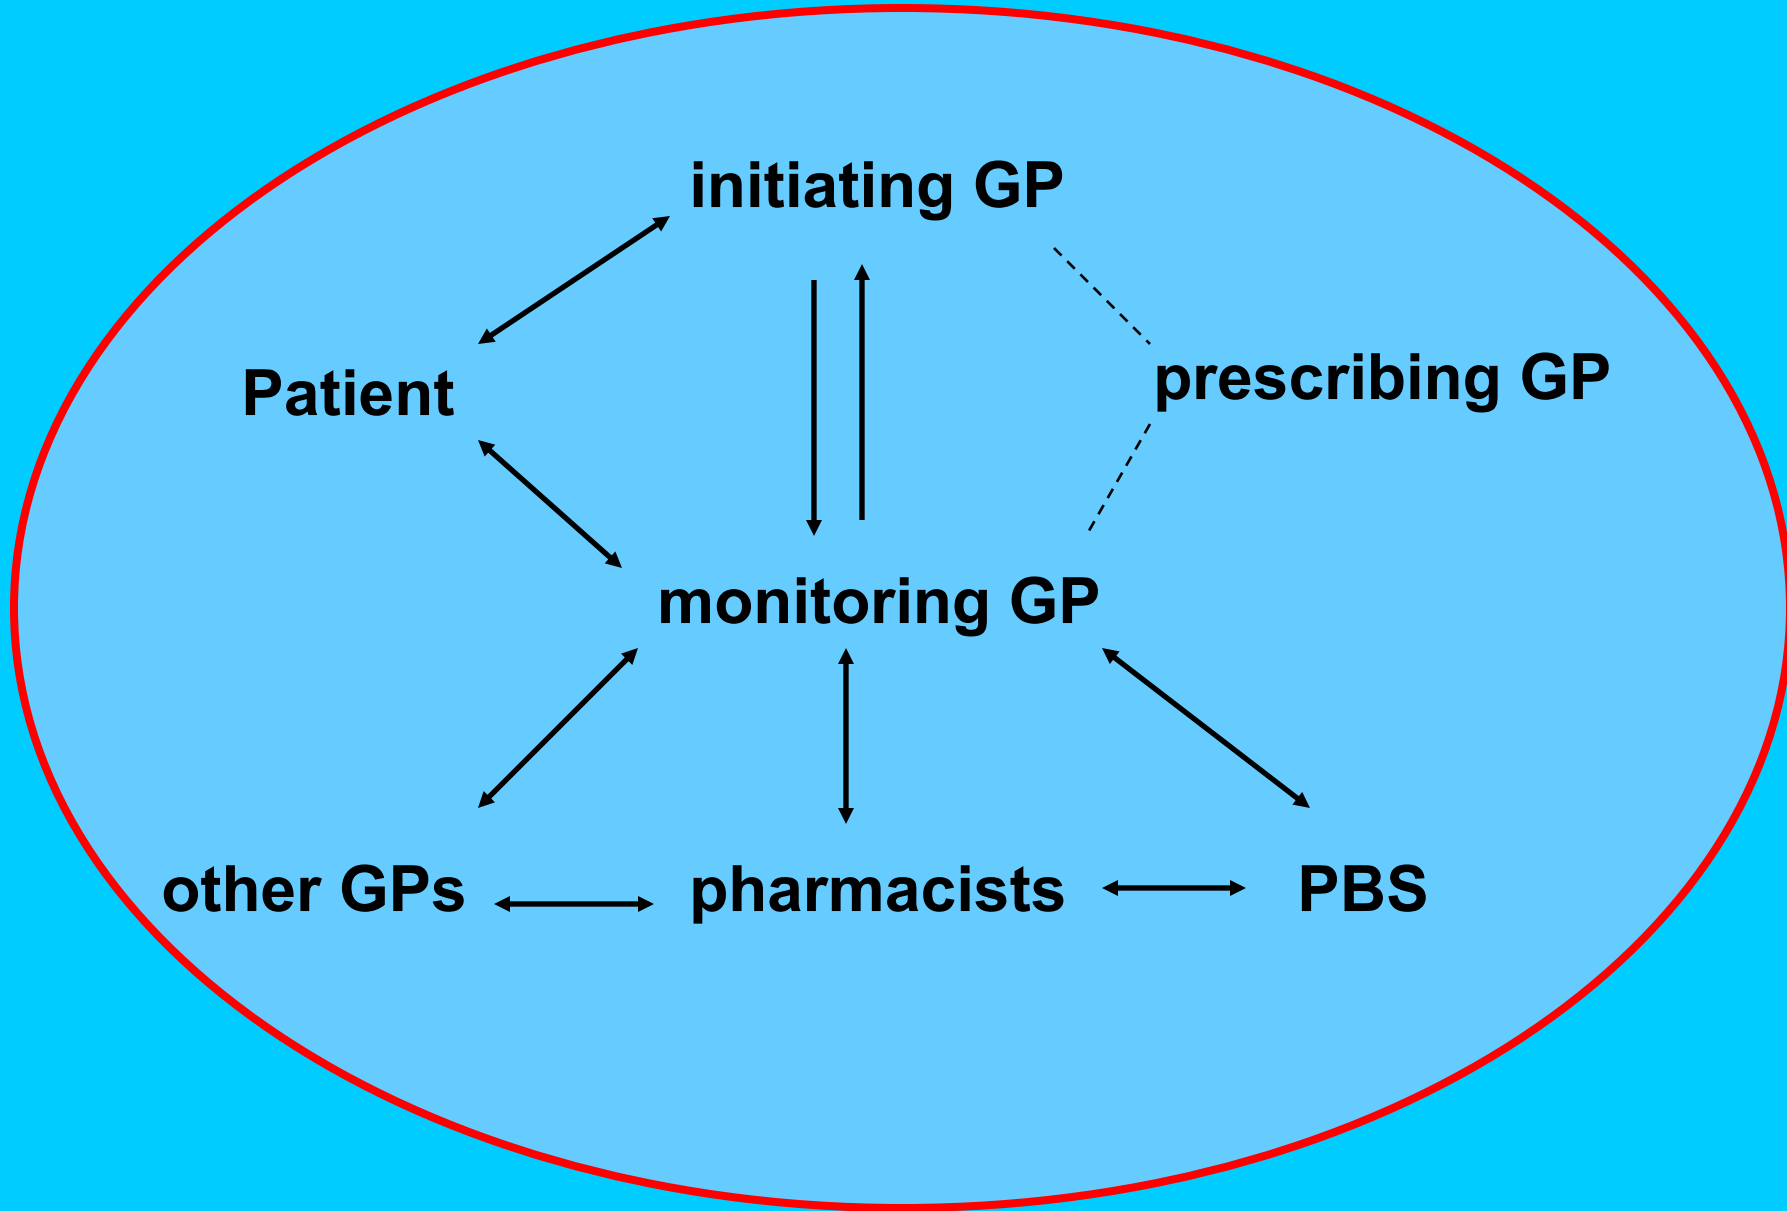 initiating GP
prescribing GP
Patient
monitoring GP
other GPs
pharmacists
PBS